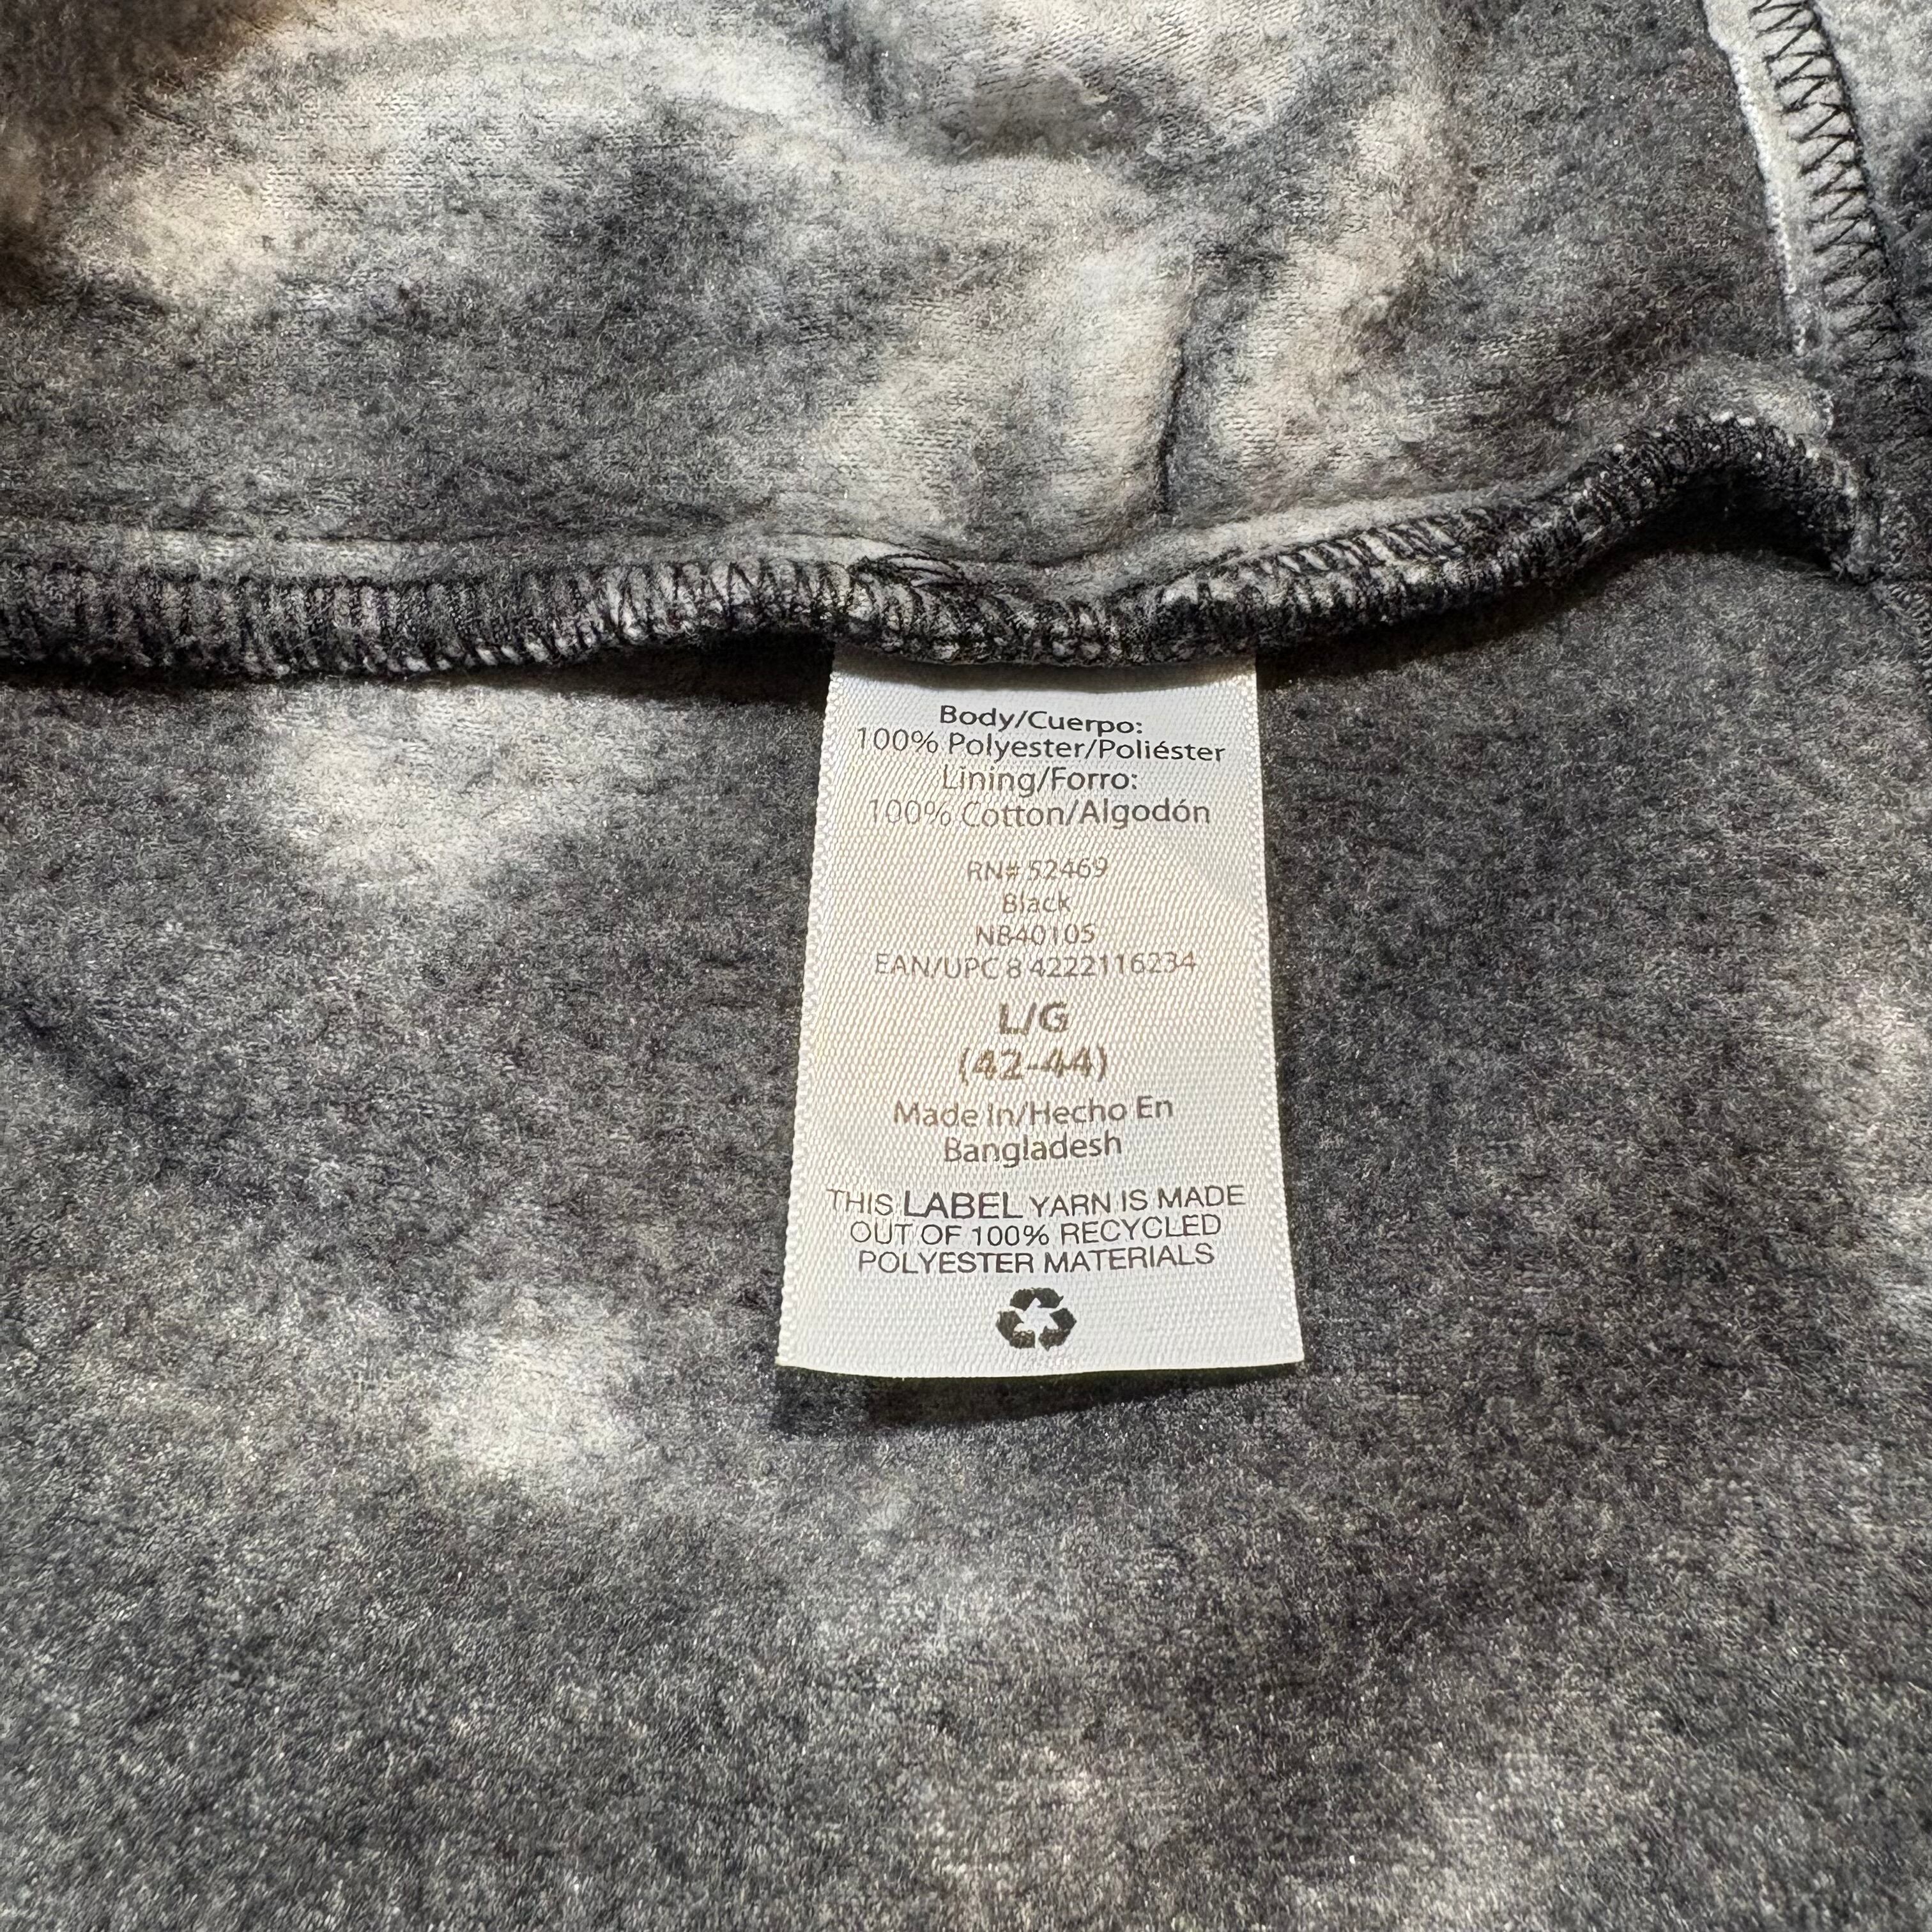 Body/Cuerpo:
100% Polyester/Poliéster
Lining/Forro:
100% Cotton/Algodón
RN# 52469
Black
NB40105
EAN/UPC 8 4222116234
L/G
(42-44)
Made In/Hecho En
Bangladesh
THIS LABEL YARN IS MADE
OUT OF 100% RECYCLED
POLYESTER MATERIALS